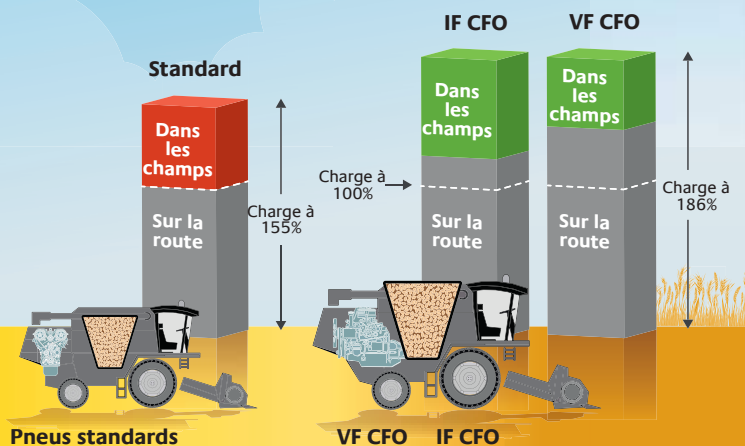 IF CFO
VF CFO
Standard
Dans
les
champs
Sur la
route
Charge à
155%
Charge à
100%
Dans
les
champs
Sur la
route
Dans
les
champs
Sur la
route
Charge à
186%
Pneus standards
VF CFO
IF CFO